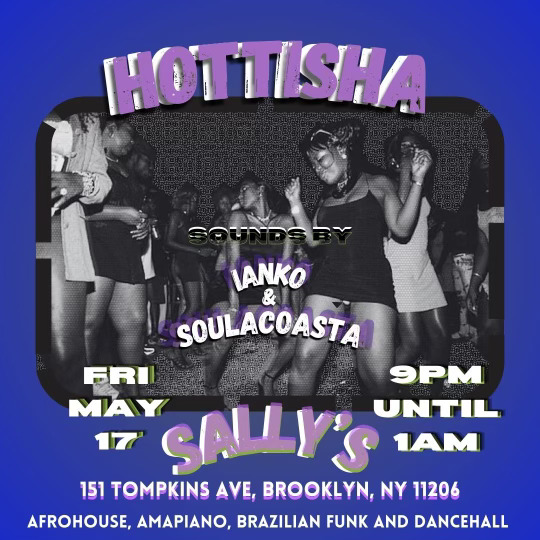 HOTTISHA
SOUNDS BY
IANKO
&
SOULACOASTA
FRI
MAY
17
9PM
UNTIL
1AM
SALLY'S
151 TOMPKINS AVE, BROOKLYN, NY 11206
AFROHOUSE, AMAPIANO, BRAZILIAN FUNK AND DANCEHALL